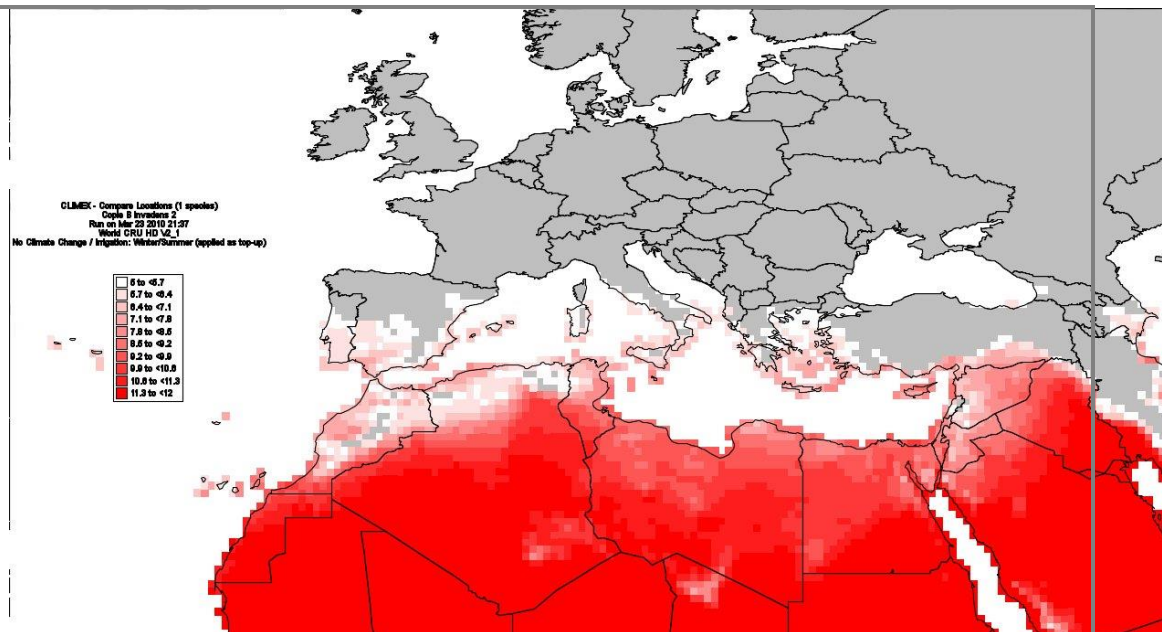 CLIMEX - Compare Locations (1 species)
Copie B Invadens 2
Run on Mar 23 2010 21:37
World CRU HD V2_1
No Climate Change / Irrigation: Winter/Summer (applied as top-up)
5 to <5.7
5.7 to <6.4
6.4 to <7.1
7.1 to <7.8
7.8 to <8.5
8.5 to <9.2
9.2 to <9.9
9.9 to <10.6
10.6 to <11.3
11.3 to <12